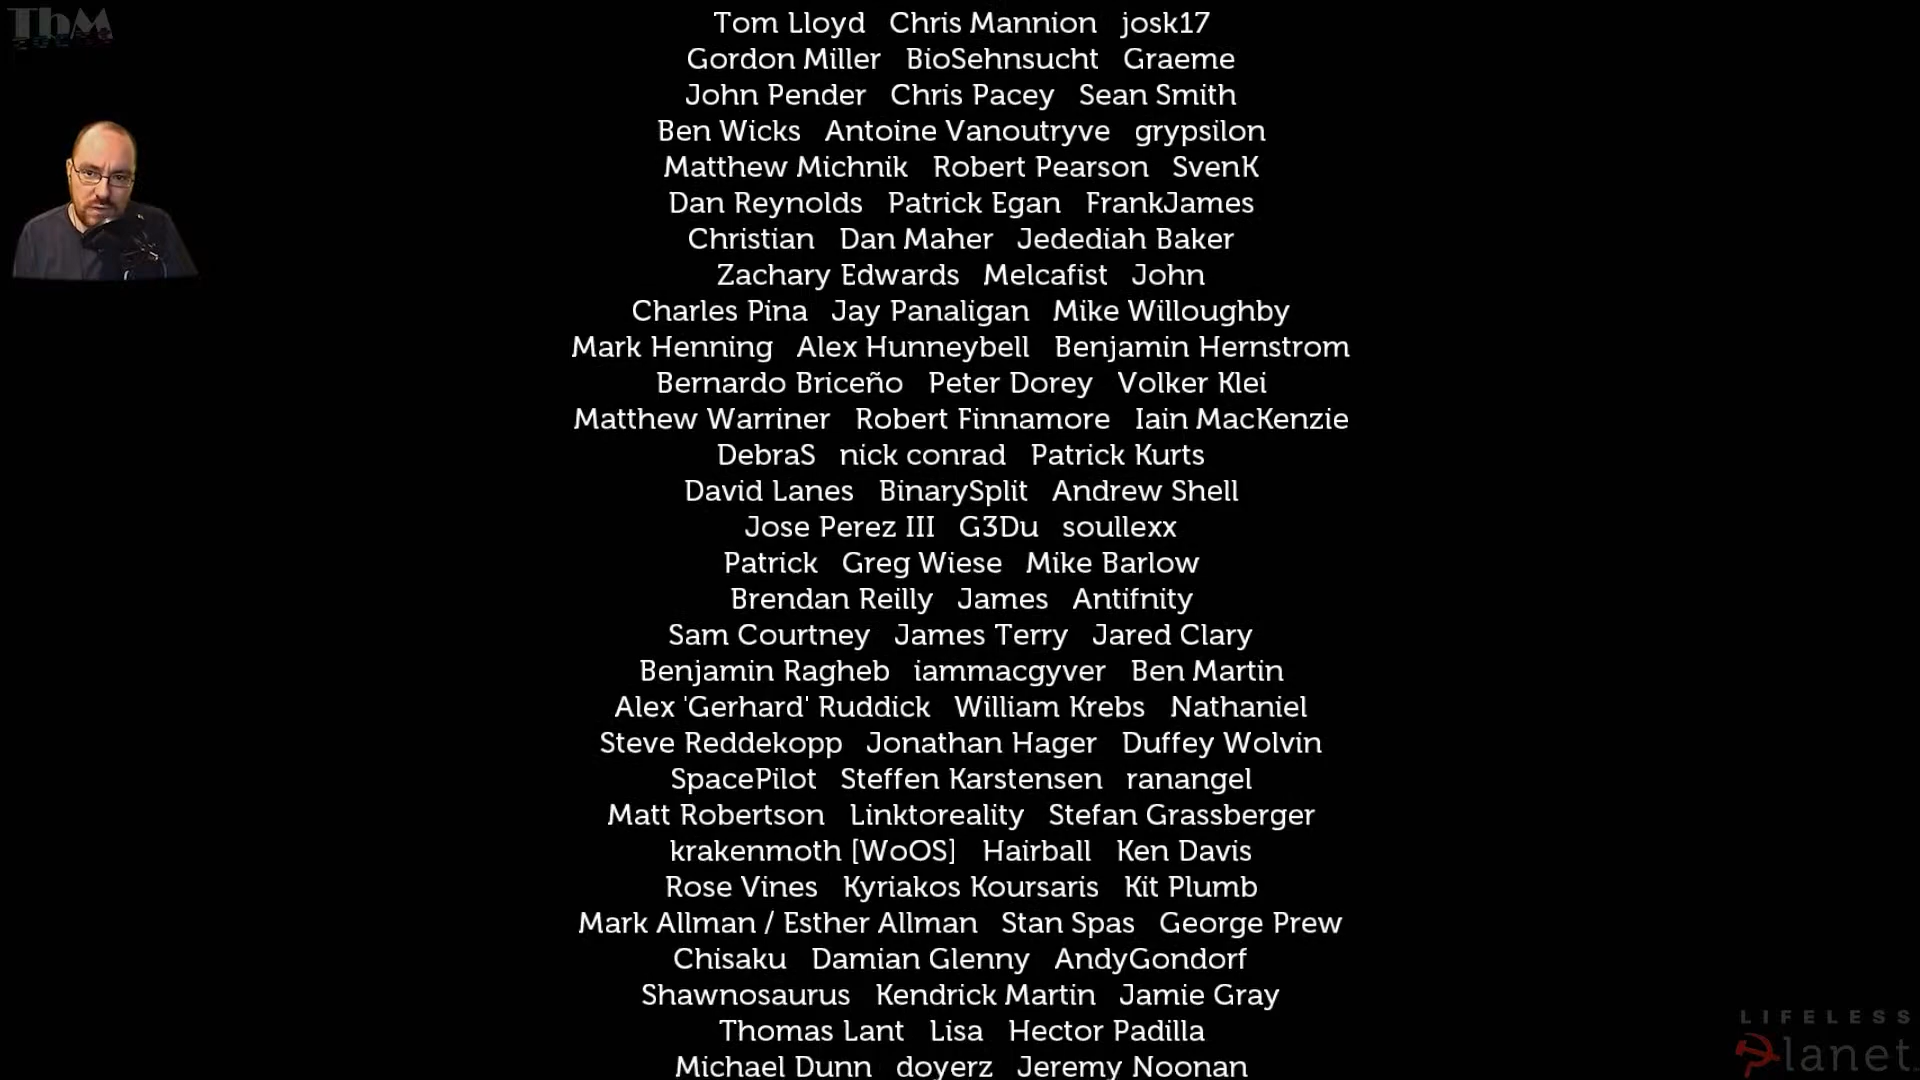 ThM
Tom Lloyd Chris Mannion josk17
Gordon Miller BioSehnsucht Graeme
John Pender Chris Pacey Sean Smith
Ben Wicks Antoine Vanoutryve grypsilon
Matthew Michnik Robert Pearson SvenK
Dan Reynolds Patrick Egan FrankJames
Christian Dan Maher Jedediah Baker
Zachary Edwards Melcafist John
Charles Pina Jay Panaligan Mike Willoughby
Mark Henning Alex Hunneybell Benjamin Hernstrom
Bernardo Briceño Peter Dorey Volker Klei
Matthew Warriner Robert Finnamore Iain MacKenzie
DebraS nick conrad Patrick Kurts
David Lanes BinarySplit Andrew Shell
Jose Perez III G3Du soullexx
Patrick Greg Wiese Mike Barlow
Brendan Reilly James Antifnity
Sam Courtney James Terry Jared Clary
Benjamin Ragheb iammacgyver Ben Martin
Alex 'Gerhard' Ruddick William Krebs Nathaniel
Steve Reddekopp Jonathan Hager Duffey Wolvin
SpacePilot Steffen Karstensen ranangel
Matt Robertson Linktoreality Stefan Grassberger
krakenmoth [WoOS] Hairball Ken Davis
Rose Vines Kyriakos Koursaris Kit Plumb
Mark Allman / Esther Allman Stan Spas George Prew
Chisaku Damian Glenny AndyGondorf
Shawnosaurus Kendrick Martin Jamie Gray
Thomas Lant Lisa Hector Padilla
Michael Dunn doyerz Jeremy Noonan
LIFELESS
Planet